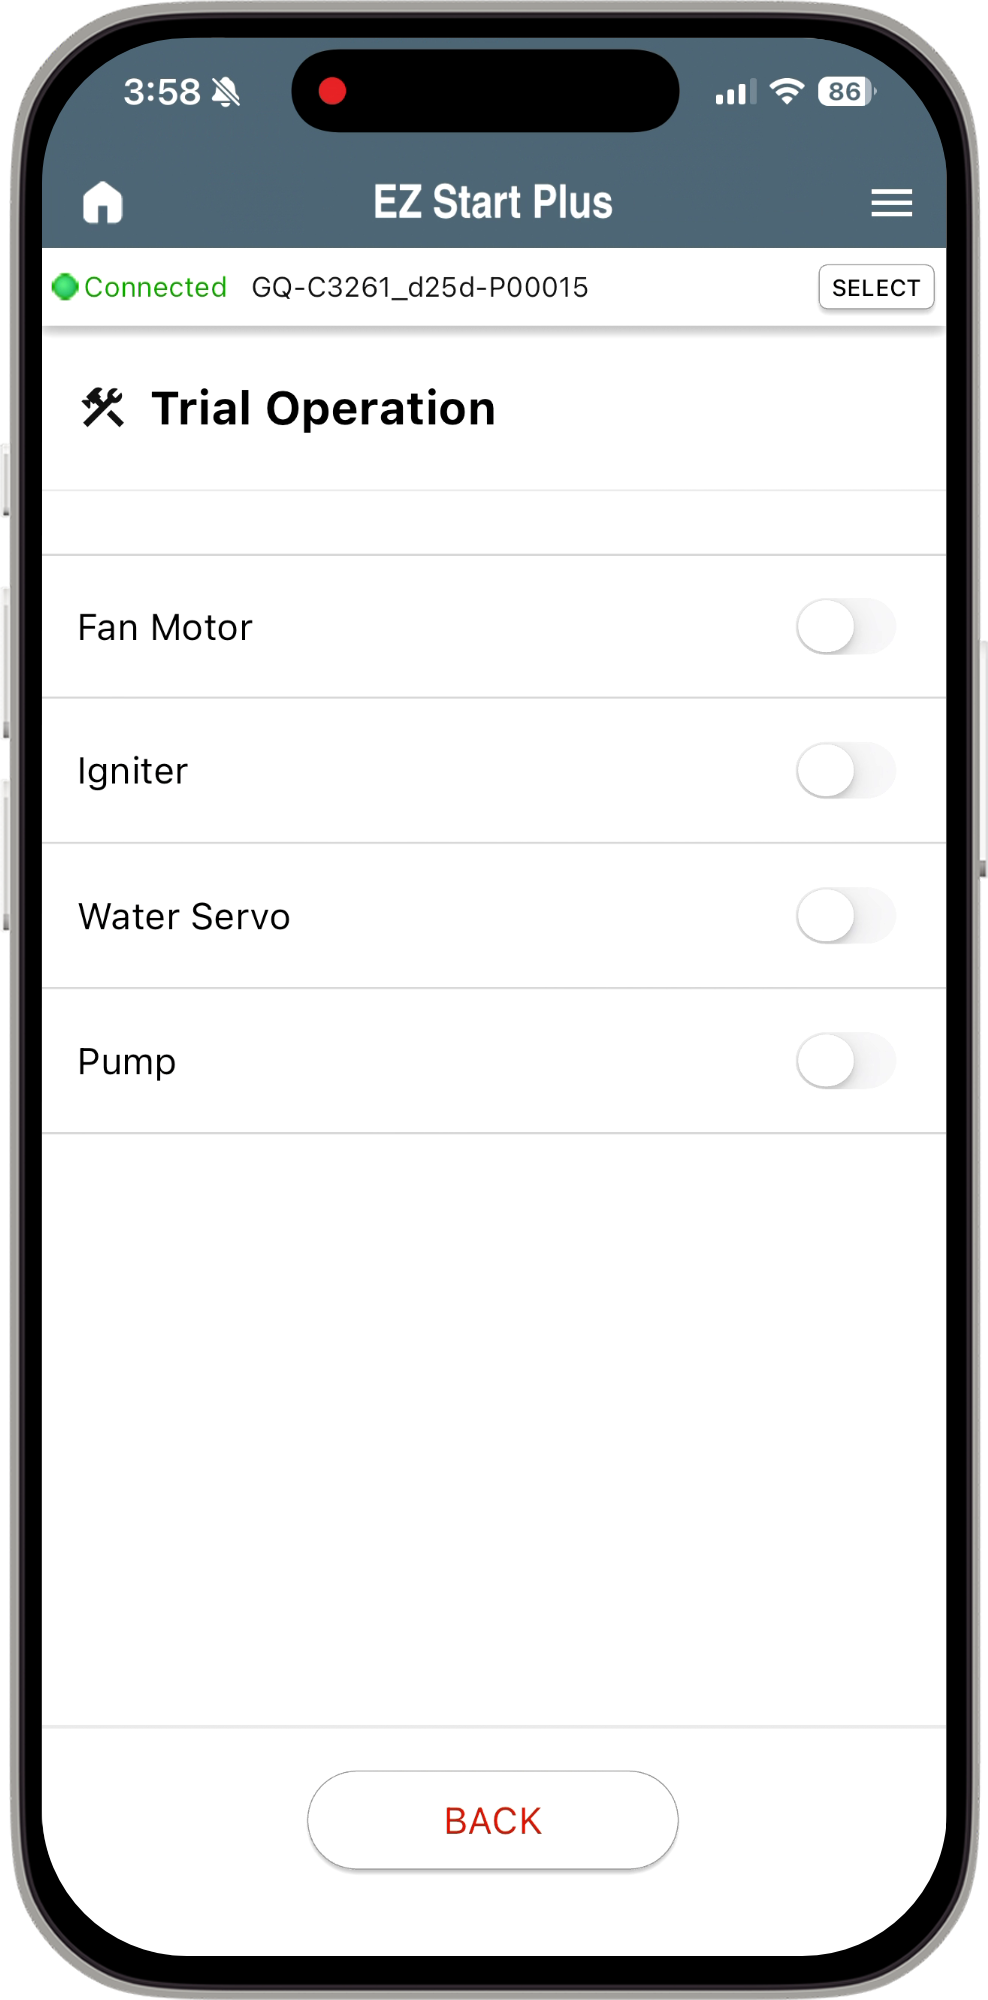 3:58
86
EZ Start Plus
Connected GQ-C3261_d25d-P00015 SELECT
Trial Operation
Fan Motor
Igniter
Water Servo
Pump
BACK